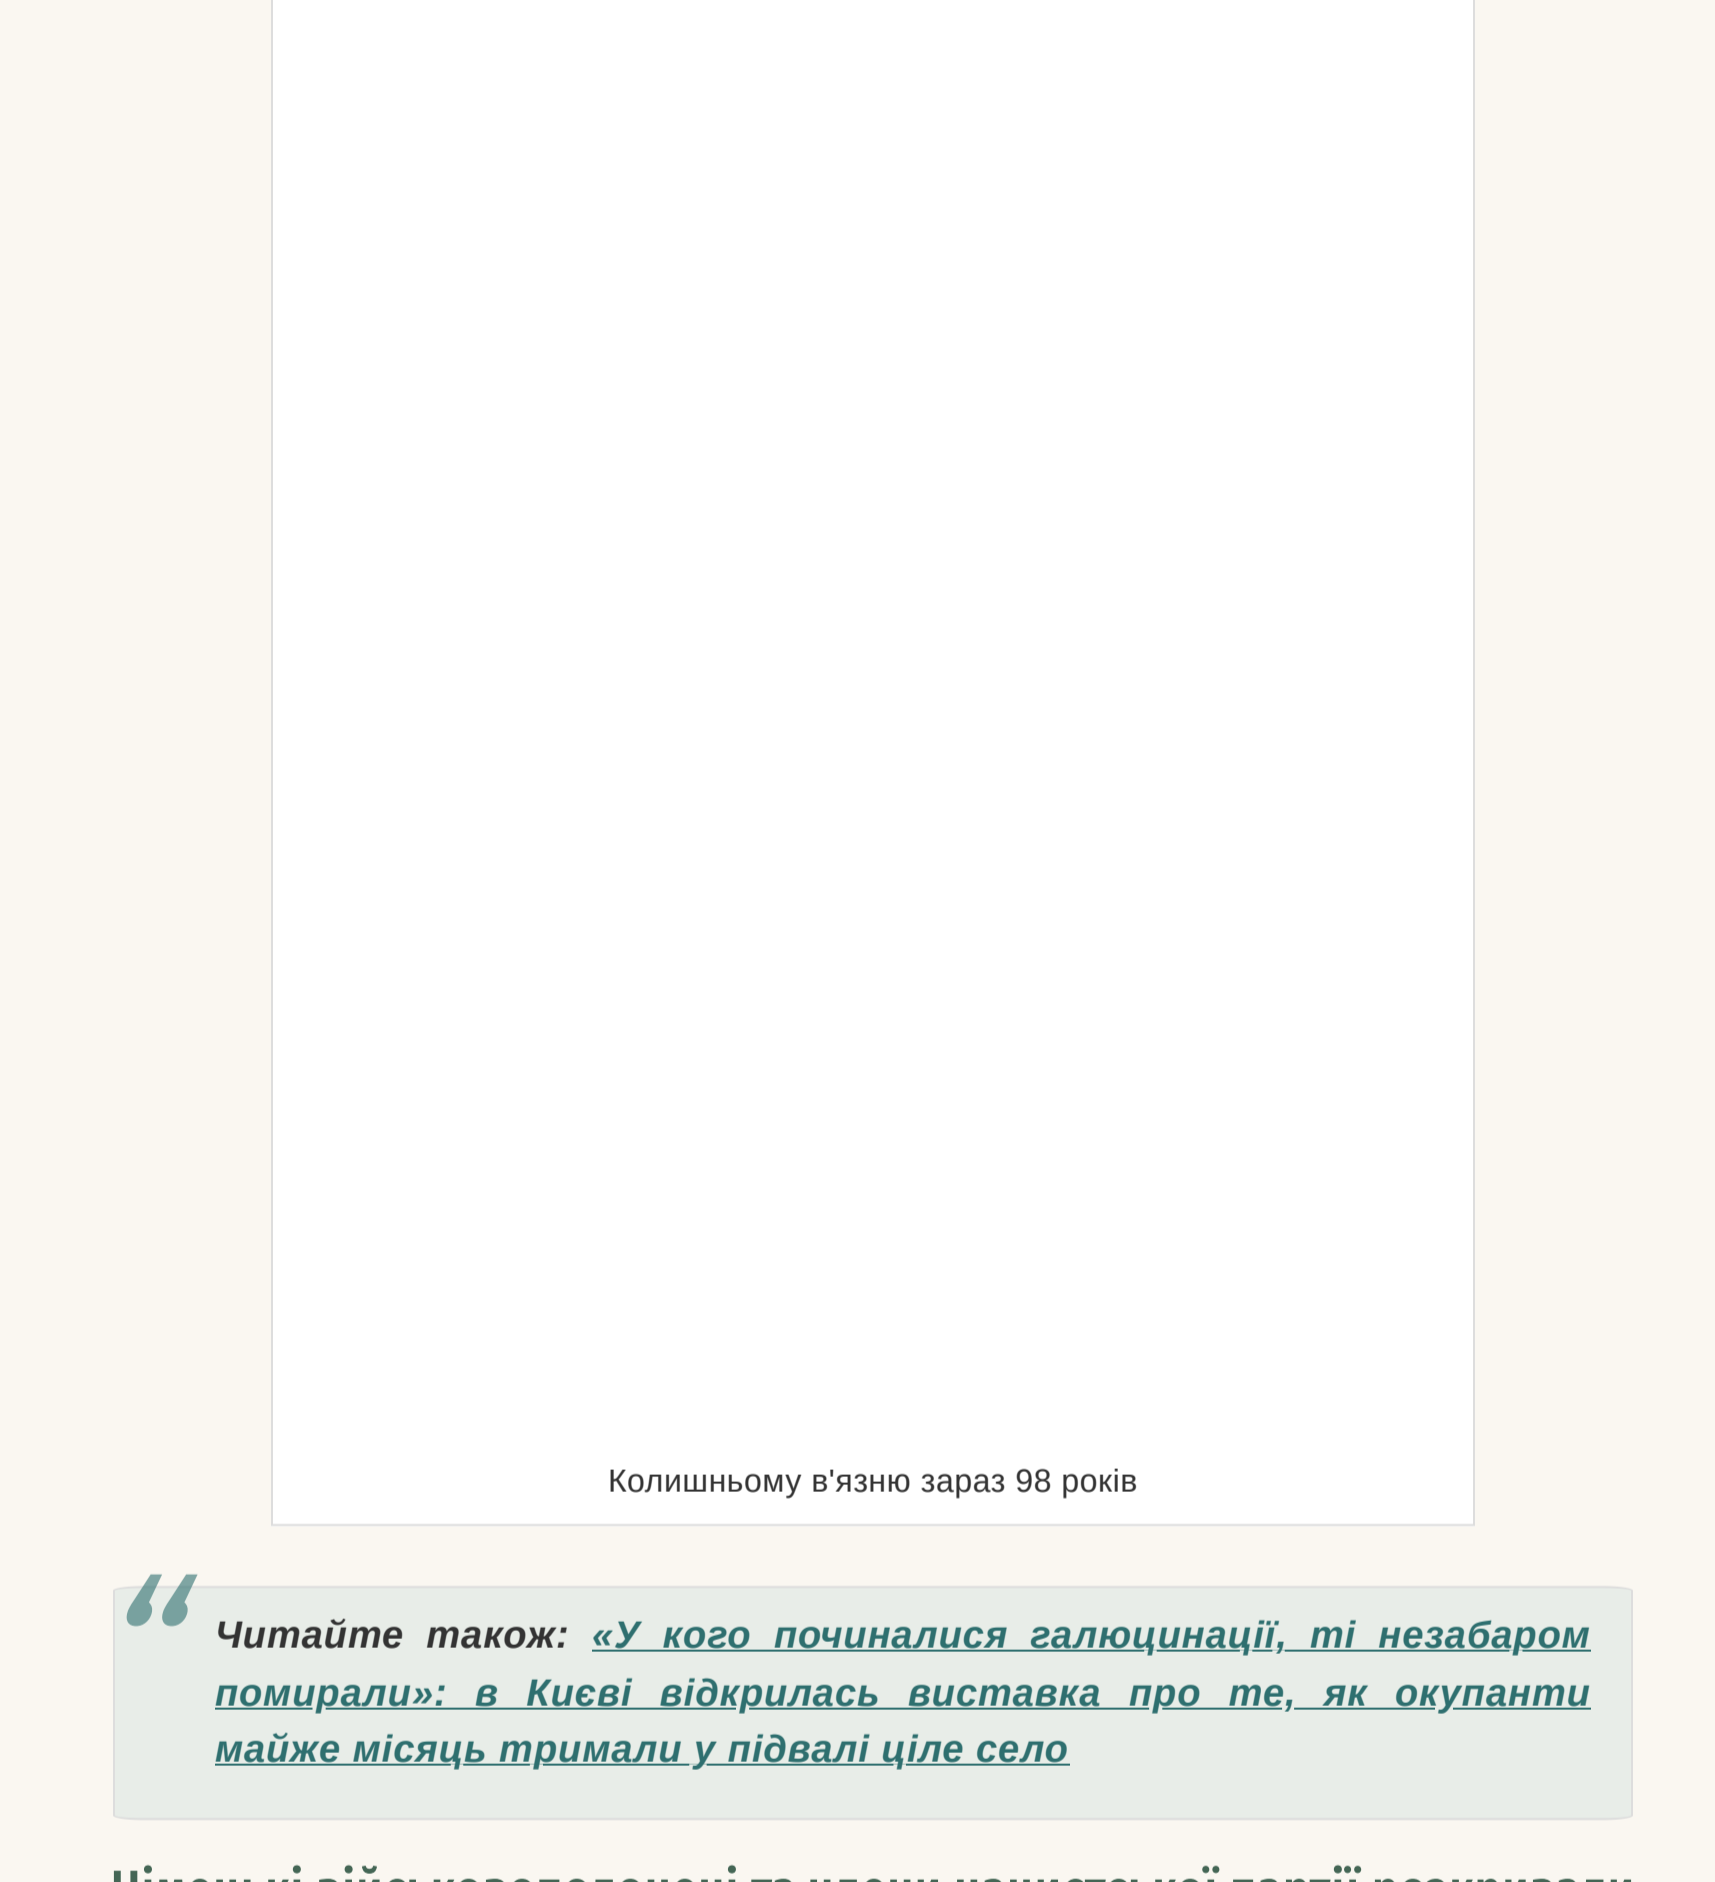 Колишньому в'язню зараз 98 років
Читайте також: «У кого починалися галюцинації, ті незабаром
помирали»: в Києві відкрилась виставка про те, як окупанти
майже місяць тримали у підвалі ціле село